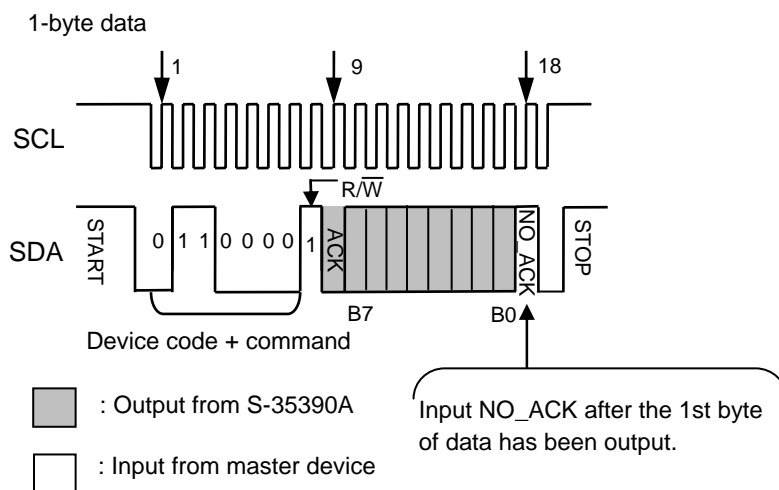 1-byte data
1 9 18
SCL
R/W̅
SDA START 0 1 1 0 0 0 0 1 ACK NO_ACK STOP
B7 B0
Device code + command
: Output from S-35390A
: Input from master device
Input NO_ACK after the 1st byte
of data has been output.